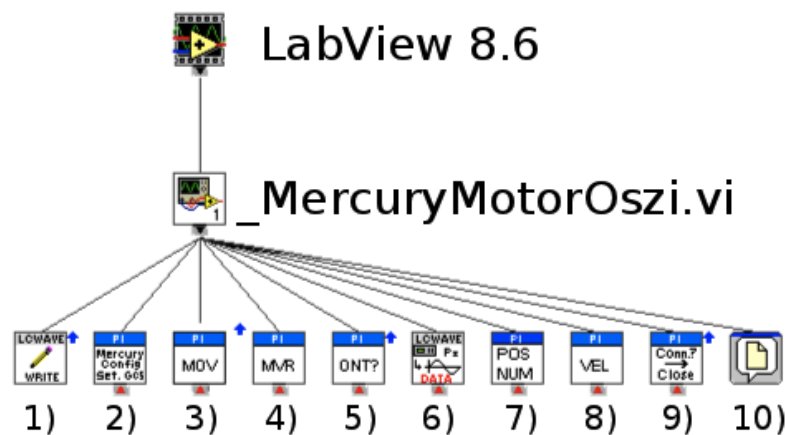 LabView 8.6
1
_MercuryMotorOszi.vi
LCWAVE
WRITE
1)
PI
Mercury
Config
Set. GCS
2)
PI
MOV
3)
PI
MVR
4)
PI
ONT?
5)
LCWAVE
DATA
6)
PI
POS
NUM
7)
PI
VEL
8)
PI
Conn.?
Close
9)
10)